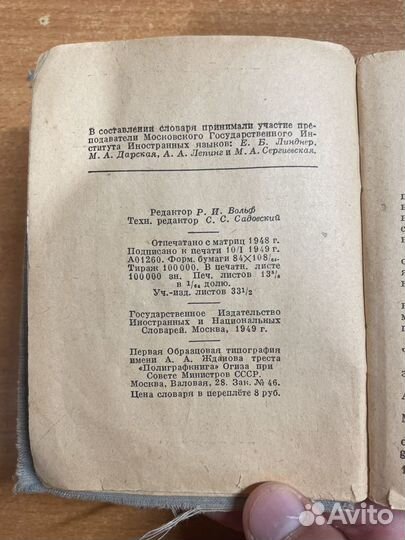 В составлении словаря принимали участие пре-
подаватели Московского Государственного Ин-
ститута Иностранных языков: Е. Б. Линднер,
М. А. Дарская, А. А. Лепинг и М. А. Сергиевская.
Редактор Р. И. Вольф
Техн. редактор С. С. Садовский
Отпечатано с матриц 1948 г.
Подписано к печати 10/I 1949 г.
А01260. Форм. бумаги 84×108/64.
Тираж 100000. В печатн. листе
100000 зн. Печ. листов
в 1/64 долю.
Уч.-изд. листов 331/2
Государственное Издательство
Иностранных и Национальных
Словарей. Москва, 1949 г.
Первая Образцовая типография
имени А. А. Жданова треста
«Полиграфкнига» Огиза при
Совете Министров СССР.
Москва, Валовая, 28. Зак. № 46.
Цена словаря в переплёте 8 руб.
Avito